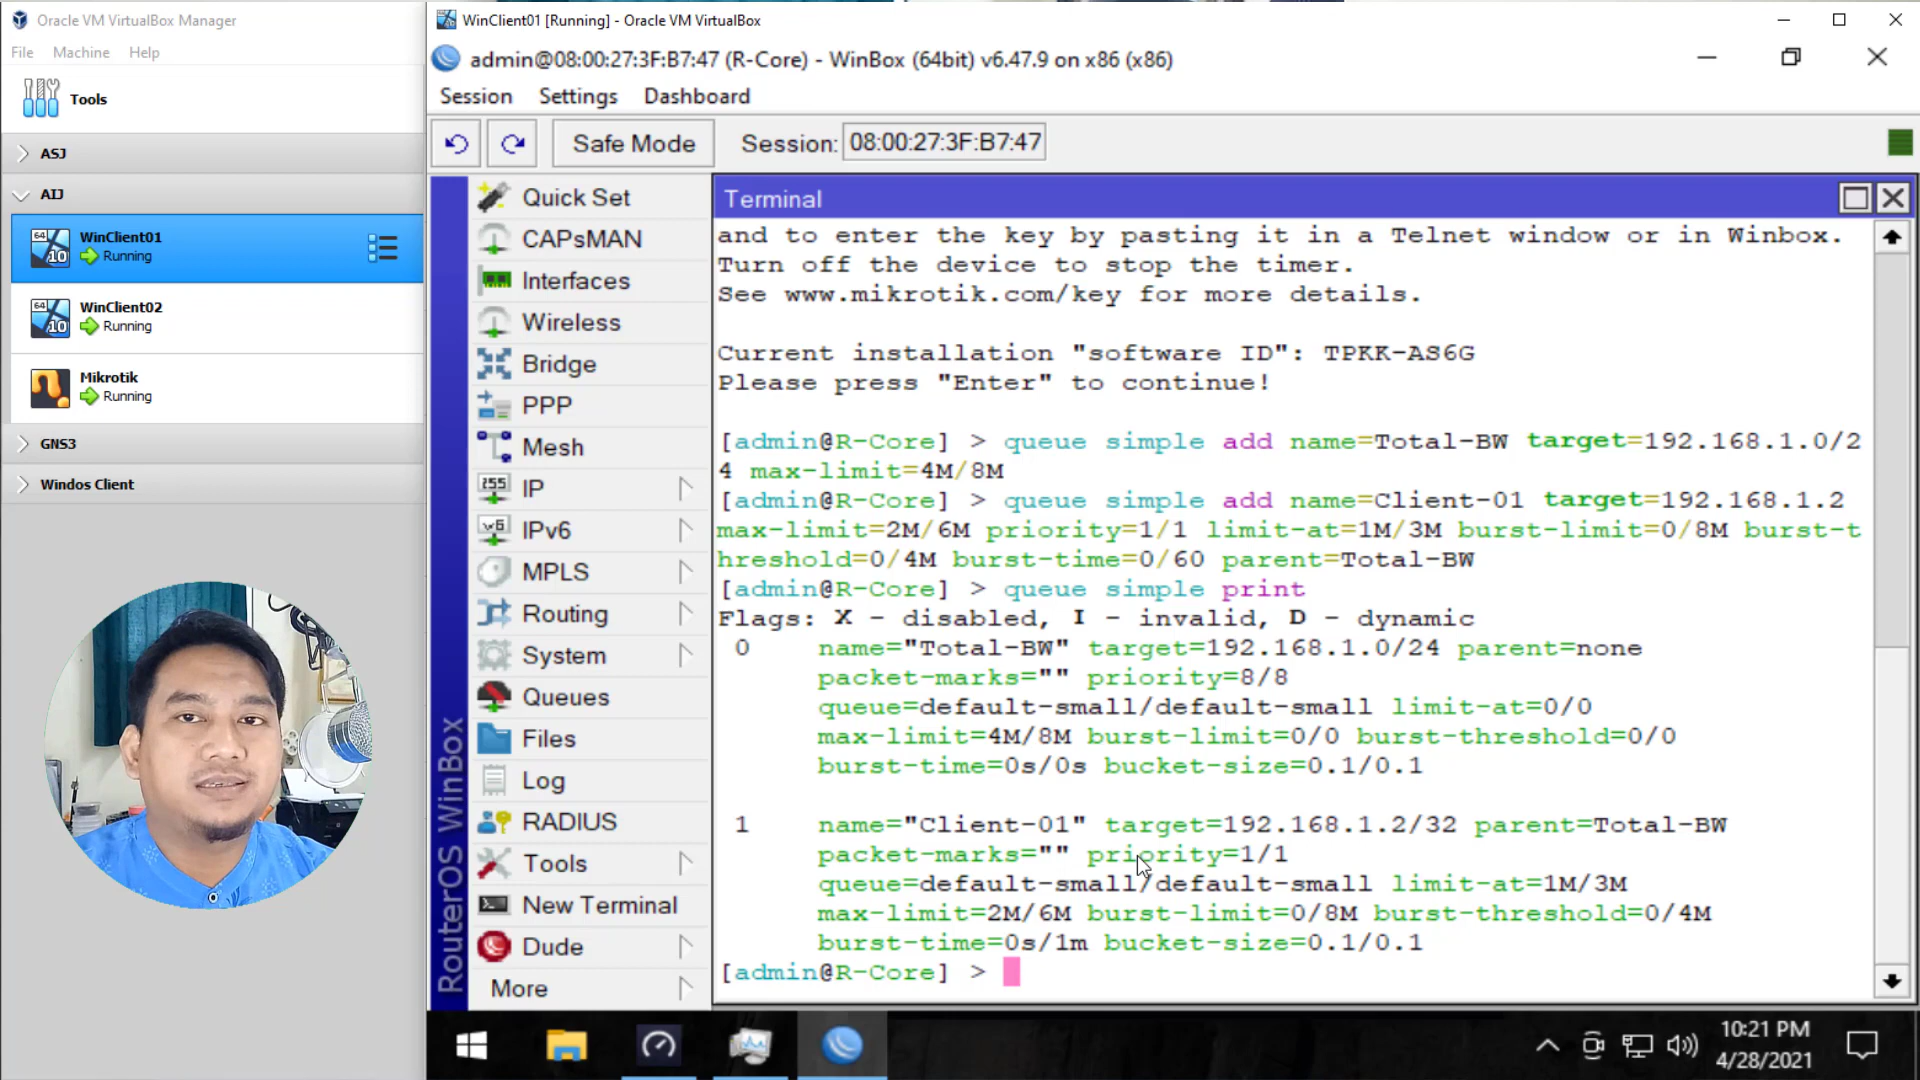 Oracle VM VirtualBox Manager
File Machine Help
Tools
ASJ
AIJ
64
10
WinClient01
Running
64
10
WinClient02
Running
Mikrotik
Running
GNS3
Windos Client
WinClient01 [Running] - Oracle VM VirtualBox
admin@08:00:27:3F:B7:47 (R-Core) - WinBox (64bit) v6.47.9 on x86 (x86)
Session Settings Dashboard
Safe Mode Session: 08:00:27:3F:B7:47
RouterOS WinBox
Quick Set
CAPsMAN
Interfaces
Wireless
Bridge
PPP
Mesh
255
IP
v6
IPv6
MPLS
Routing
System
Queues
Files
Log
RADIUS
Tools
New Terminal
Dude
More
Terminal
and to enter the key by pasting it in a Telnet window or in Winbox.
Turn off the device to stop the timer.
See www.mikrotik.com/key for more details.
Current installation "software ID": TPKK-AS6G
Please press "Enter" to continue!
[admin@R-Core] > queue simple add name=Total-BW target=192.168.1.0/2
4 max-limit=4M/8M
[admin@R-Core] > queue simple add name=Client-01 target=192.168.1.2
max-limit=2M/6M priority=1/1 limit-at=1M/3M burst-limit=0/8M burst-t
hreshold=0/4M burst-time=0/60 parent=Total-BW
[admin@R-Core] > queue simple print
Flags: X - disabled, I - invalid, D - dynamic
0 name="Total-BW" target=192.168.1.0/24 parent=none
packet-marks="" priority=8/8
queue=default-small/default-small limit-at=0/0
max-limit=4M/8M burst-limit=0/0 burst-threshold=0/0
burst-time=0s/0s bucket-size=0.1/0.1
1 name="Client-01" target=192.168.1.2/32 parent=Total-BW
packet-marks="" priority=1/1
queue=default-small/default-small limit-at=1M/3M
max-limit=2M/6M burst-limit=0/8M burst-threshold=0/4M
burst-time=0s/1m bucket-size=0.1/0.1
[admin@R-Core] >
10:21 PM
4/28/2021